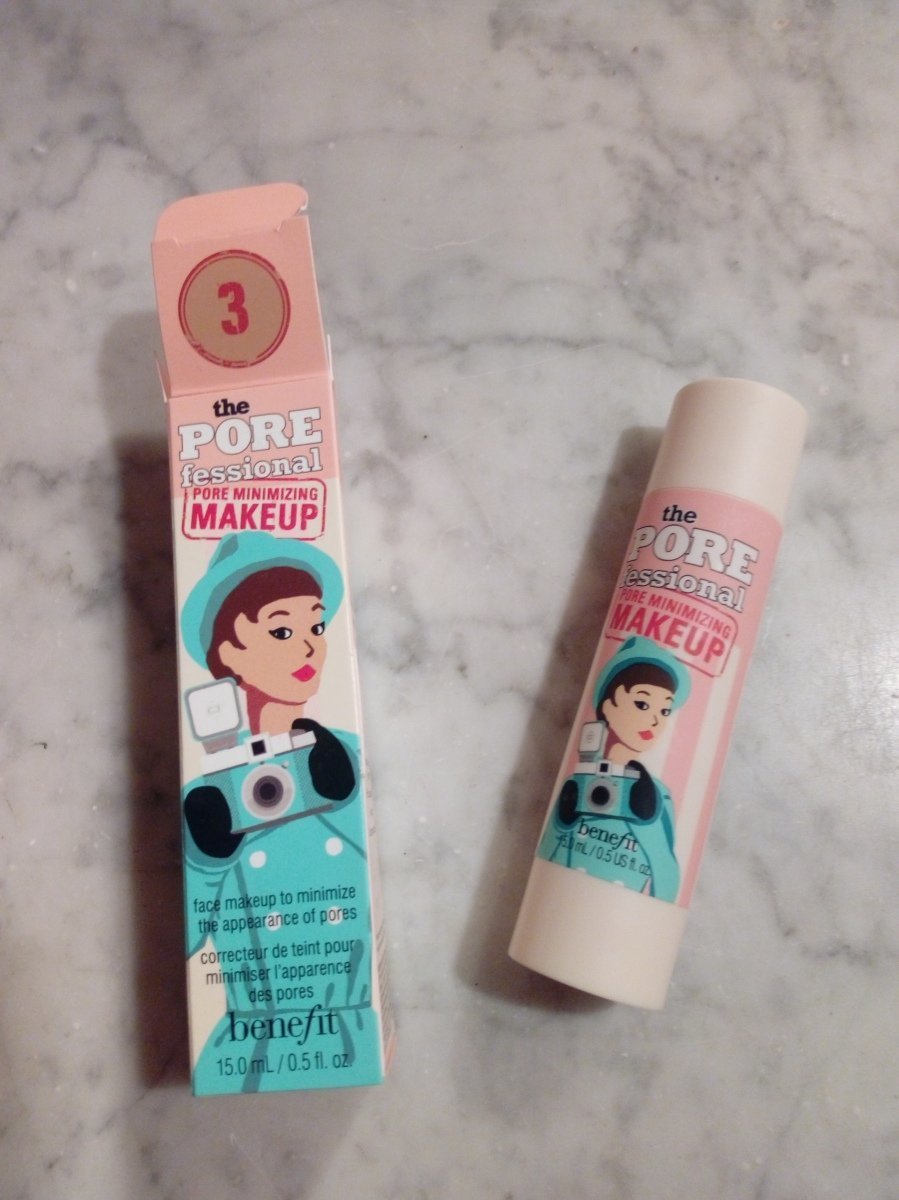 3
the
PORE
fessional
PORE MINIMIZING
MAKEUP
face makeup to minimize
the appearance of pores
correcteur de teint pour
minimiser l'apparence
des pores
benefit
15.0 mL / 0.5 fl. oz.
the
PORE
fessional
PORE MINIMIZING
MAKEUP
benefit
15.0 mL / 0.5 US fl. oz.